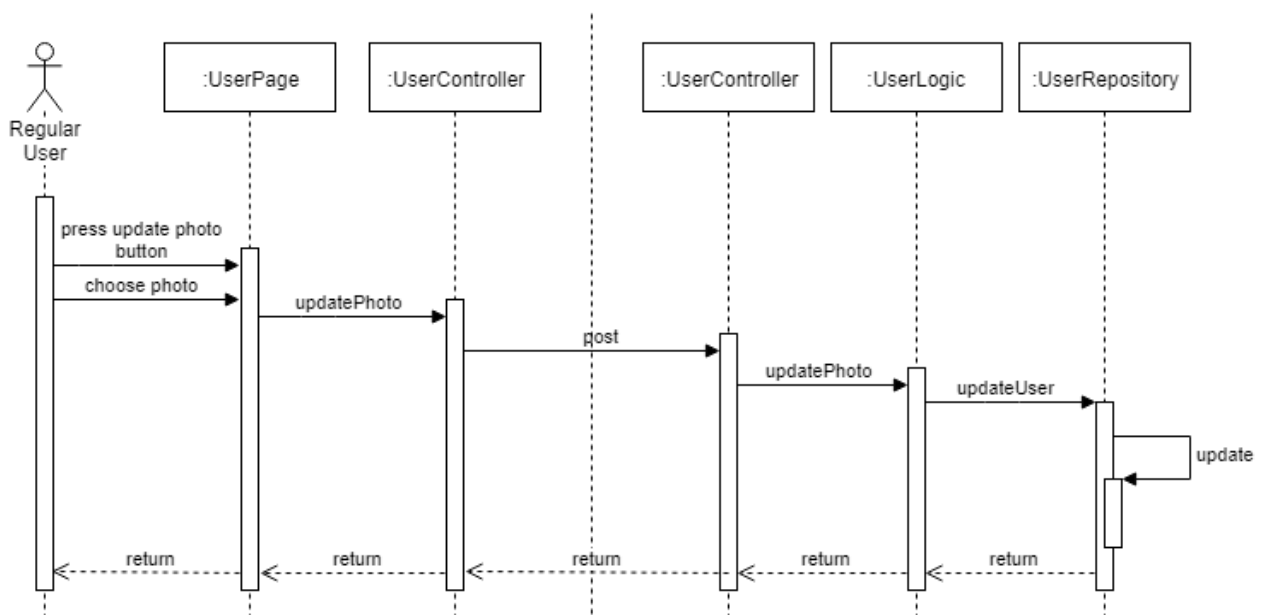 :UserPage
:UserController
:UserController
:UserLogic
:UserRepository
Regular
User
press update photo
button
choose photo
updatePhoto
post
updatePhoto
updateUser
update
return
return
return
return
return